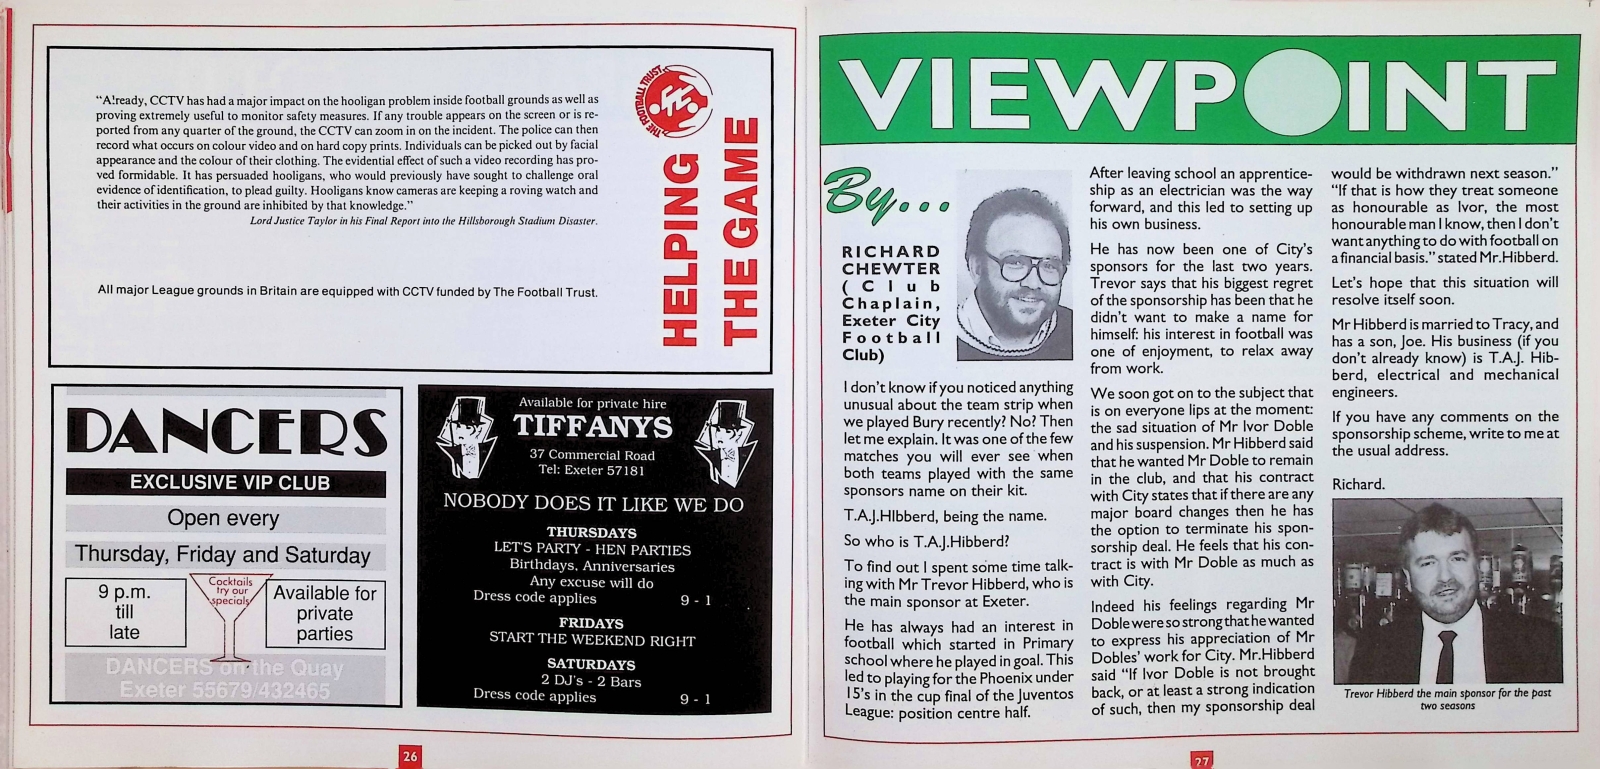 "Already, CCTV has had a major impact on the hooligan problem inside football grounds as well as
proving extremely useful to monitor safety measures. If any trouble appears on the screen or is re-
ported from any quarter of the ground, the CCTV can zoom in on the incident. The police can then
record what occurs on colour video and on hard copy prints. Individuals can be picked out by facial
appearance and the colour of their clothing. The evidential effect of such a video recording has pro-
ved formidable. It has persuaded hooligans, who would previously have sought to challenge oral
evidence of identification, to plead guilty. Hooligans know cameras are keeping a roving watch and
their activities in the ground are inhibited by that knowledge."
Lord Justice Taylor in his Final Report into the Hillsborough Stadium Disaster.
All major League grounds in Britain are equipped with CCTV funded by The Football Trust.
THE FOOTBALL TRUST
HELPING
THE GAME
DANCERS
EXCLUSIVE VIP CLUB
Open every
Thursday, Friday and Saturday
9 p.m.
till
late
Cocktails
try our
specials
Available for
private
parties
DANCERS on the Quay
Exeter 55679/432465
Available for private hire
TIFFANYS
37 Commercial Road
Tel: Exeter 57181
NOBODY DOES IT LIKE WE DO
THURSDAYS
LET'S PARTY - HEN PARTIES
Birthdays, Anniversaries
Any excuse will do
Dress code applies 9 - 1
FRIDAYS
START THE WEEKEND RIGHT
SATURDAYS
2 DJ's - 2 Bars
Dress code applies 9 - 1
26
VIEWPOINT
By...
RICHARD
CHEWTER
(Club
Chaplain,
Exeter City
Football
Club)
I don't know if you noticed anything
unusual about the team strip when
we played Bury recently? No? Then
let me explain. It was one of the few
matches you will ever see when
both teams played with the same
sponsors name on their kit.
T.A.J.HIbberd, being the name.
So who is T.A.J.Hibberd?
To find out I spent some time talk-
ing with Mr Trevor Hibberd, who is
the main sponsor at Exeter.
He has always had an interest in
football which started in Primary
school where he played in goal. This
led to playing for the Phoenix under
15's in the cup final of the Juventos
League: position centre half.
After leaving school an apprentice-
ship as an electrician was the way
forward, and this led to setting up
his own business.
He has now been one of City's
sponsors for the last two years.
Trevor says that his biggest regret
of the sponsorship has been that he
didn't want to make a name for
himself: his interest in football was
one of enjoyment, to relax away
from work.
We soon got on to the subject that
is on everyone lips at the moment:
the sad situation of Mr Ivor Doble
and his suspension. Mr Hibberd said
that he wanted Mr Doble to remain
in the club, and that his contract
with City states that if there are any
major board changes then he has
the option to terminate his spon-
sorship deal. He feels that his con-
tract is with Mr Doble as much as
with City.
Indeed his feelings regarding Mr
Doble were so strong that he wanted
to express his appreciation of Mr
Dobles' work for City. Mr.Hibberd
said "If Ivor Doble is not brought
back, or at least a strong indication
of such, then my sponsorship deal
would be withdrawn next season."
"If that is how they treat someone
as honourable as Ivor, the most
honourable man I know, then I don't
want anything to do with football on
a financial basis." stated Mr.Hibberd.
Let's hope that this situation will
resolve itself soon.
Mr Hibberd is married to Tracy, and
has a son, Joe. His business (if you
don't already know) is T.A.J. Hib-
berd, electrical and mechanical
engineers.
If you have any comments on the
sponsorship scheme, write to me at
the usual address.
Richard.
Trevor Hibberd the main sponsor for the past
two seasons
27